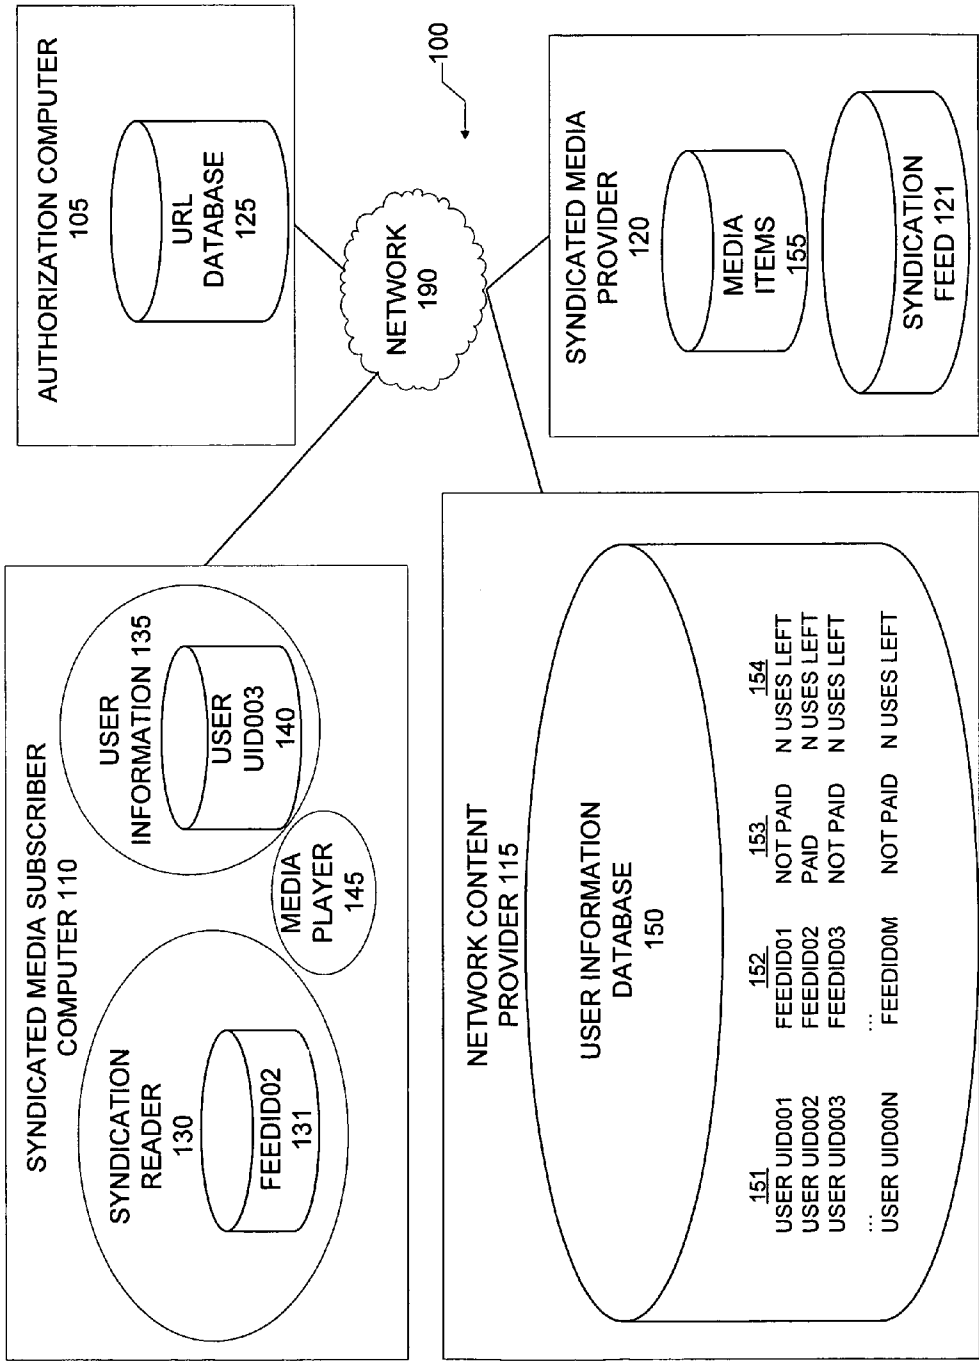 SYNDICATED MEDIA SUBSCRIBER
COMPUTER 110
SYNDICATION
READER
130
FEEDID02
131
MEDIA
PLAYER
145
USER
INFORMATION 135
USER
UID003
140
AUTHORIZATION COMPUTER
105
URL
DATABASE
125
NETWORK
190
100
NETWORK CONTENT
PROVIDER 115
USER INFORMATION
DATABASE
150
151 152 153 154
USER UID001 FEEDID01 NOT PAID N USES LEFT
USER UID002 FEEDID02 PAID N USES LEFT
USER UID003 FEEDID03 NOT PAID N USES LEFT
... ...
USER UID00N FEEDID0M NOT PAID N USES LEFT
SYNDICATED MEDIA
PROVIDER
120
MEDIA
ITEMS
155
SYNDICATION
FEED 121